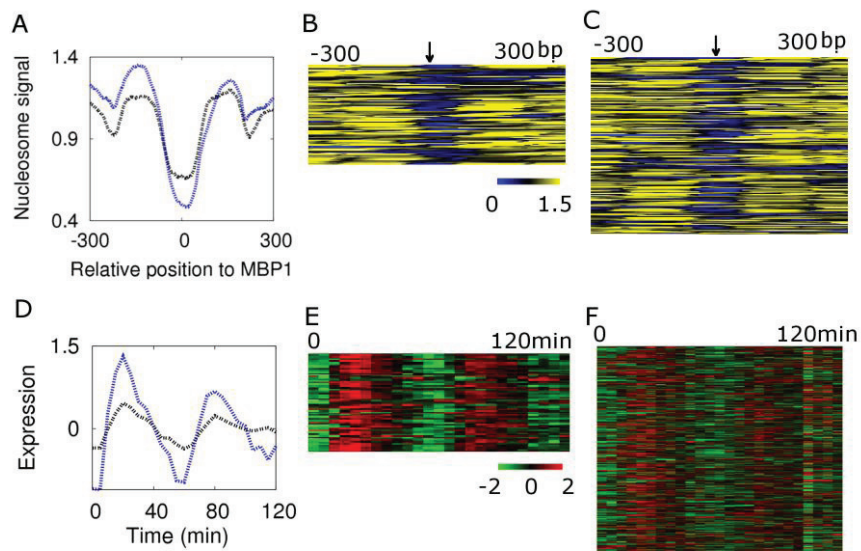 A
Nucleosome signal
1.4
0.9
0.4
-300
0
300
Relative position to MBP1
B
-300
300 bp
0
1.5
C
-300
300 bp
D
Expression
1.5
0
0
40
80
120
Time (min)
E
0
120min
-2
0
2
F
0
120min